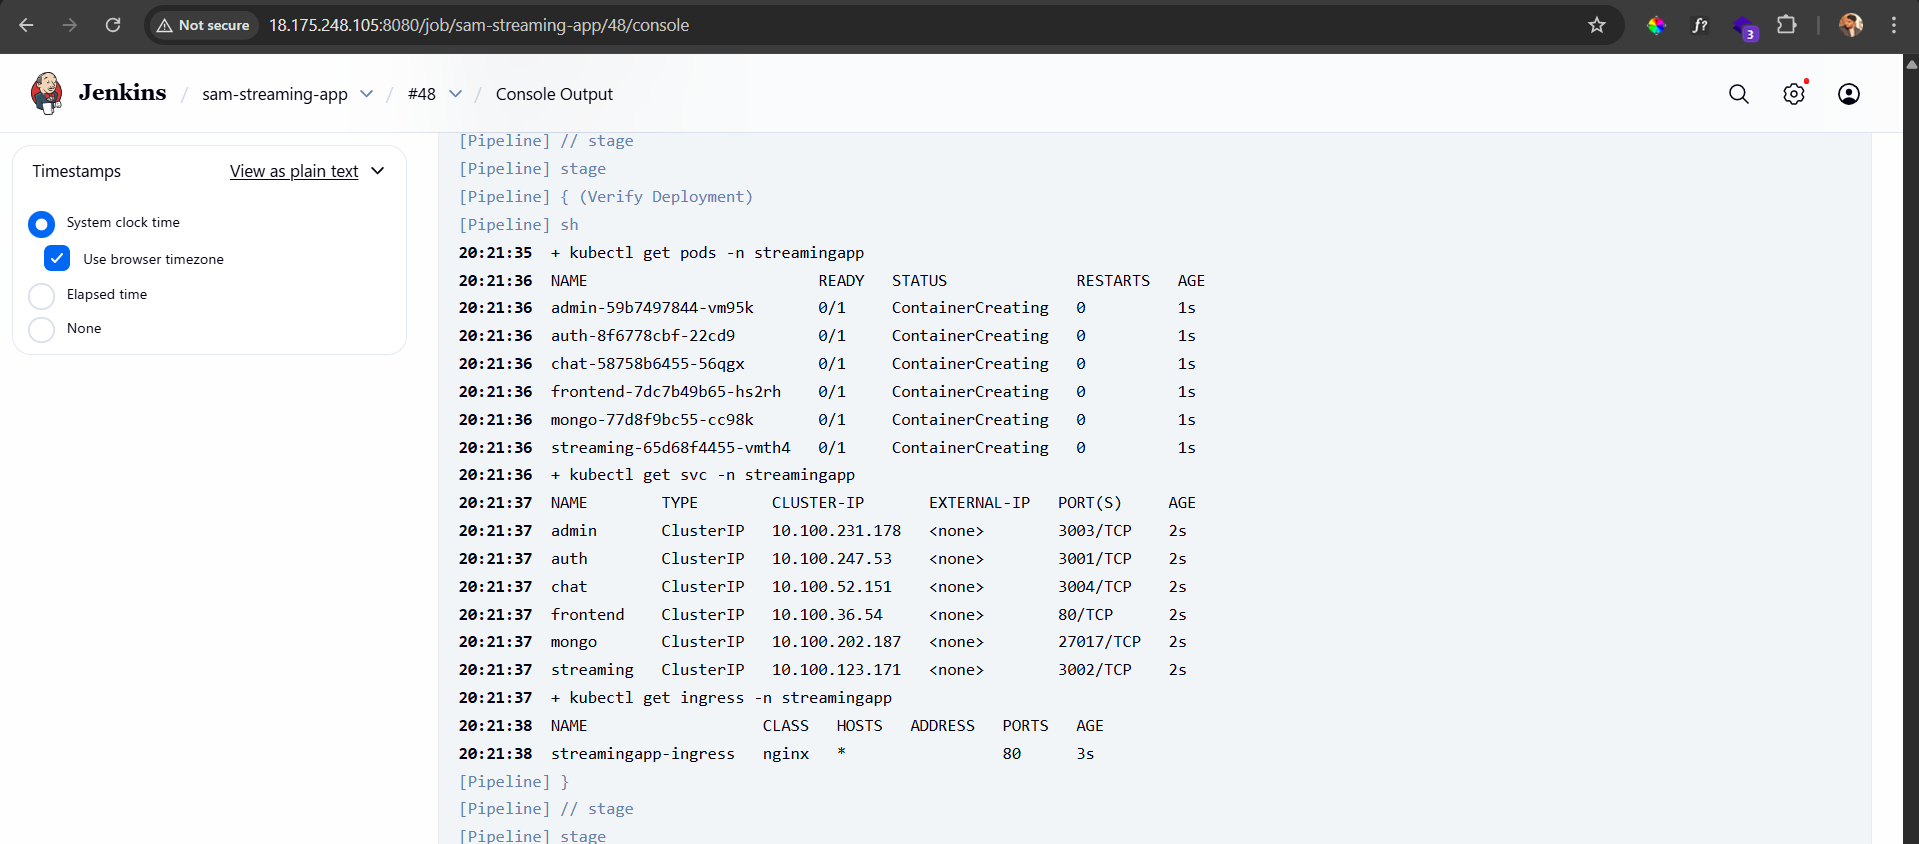 Not secure 18.175.248.105:8080/job/sam-streaming-app/48/console
f?
3
Jenkins / sam-streaming-app / #48 / Console Output
Timestamps View as plain text
System clock time
Use browser timezone
Elapsed time
None
[Pipeline] // stage
[Pipeline] stage
[Pipeline] { (Verify Deployment)
[Pipeline] sh
20:21:35 + kubectl get pods -n streamingapp
20:21:36 NAME READY STATUS RESTARTS AGE
20:21:36 admin-59b7497844-vm95k 0/1 ContainerCreating 0 1s
20:21:36 auth-8f6778cbf-22cd9 0/1 ContainerCreating 0 1s
20:21:36 chat-58758b6455-56qgx 0/1 ContainerCreating 0 1s
20:21:36 frontend-7dc7b49b65-hs2rh 0/1 ContainerCreating 0 1s
20:21:36 mongo-77d8f9bc55-cc98k 0/1 ContainerCreating 0 1s
20:21:36 streaming-65d68f4455-vmth4 0/1 ContainerCreating 0 1s
20:21:36 + kubectl get svc -n streamingapp
20:21:37 NAME TYPE CLUSTER-IP EXTERNAL-IP PORT(S) AGE
20:21:37 admin ClusterIP 10.100.231.178 <none> 3003/TCP 2s
20:21:37 auth ClusterIP 10.100.247.53 <none> 3001/TCP 2s
20:21:37 chat ClusterIP 10.100.52.151 <none> 3004/TCP 2s
20:21:37 frontend ClusterIP 10.100.36.54 <none> 80/TCP 2s
20:21:37 mongo ClusterIP 10.100.202.187 <none> 27017/TCP 2s
20:21:37 streaming ClusterIP 10.100.123.171 <none> 3002/TCP 2s
20:21:37 + kubectl get ingress -n streamingapp
20:21:38 NAME CLASS HOSTS ADDRESS PORTS AGE
20:21:38 streamingapp-ingress nginx * 80 3s
[Pipeline] }
[Pipeline] // stage
[Pipeline] stage